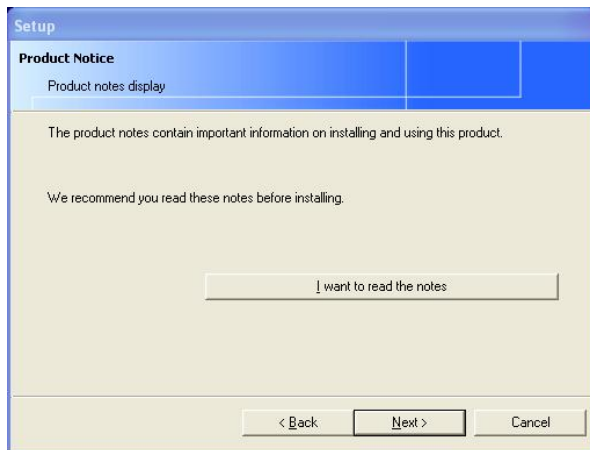 Setup
Product Notice
Product notes display
The product notes contain important information on installing and using this product.
We recommend you read these notes before installing.
I want to read the notes
< Back
Next >
Cancel